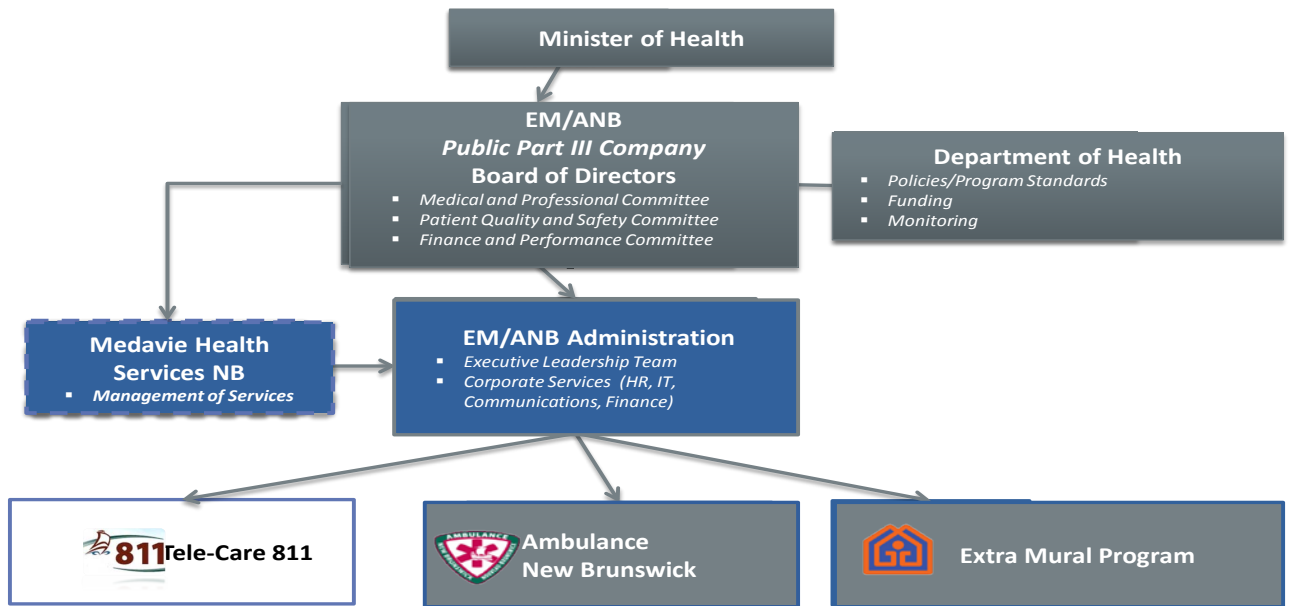 Minister of Health
EM/ANB
Public Part III Company
Board of Directors
▪ Medical and Professional Committee
▪ Patient Quality and Safety Committee
▪ Finance and Performance Committee
Department of Health
▪ Policies/Program Standards
▪ Funding
▪ Monitoring
Medavie Health
Services NB
▪ Management of Services
EM/ANB Administration
▪ Executive Leadership Team
▪ Corporate Services (HR, IT,
Communications, Finance)
811 Tele-Care 811
AMBULANCE
Ambulance
New Brunswick
Extra Mural Program